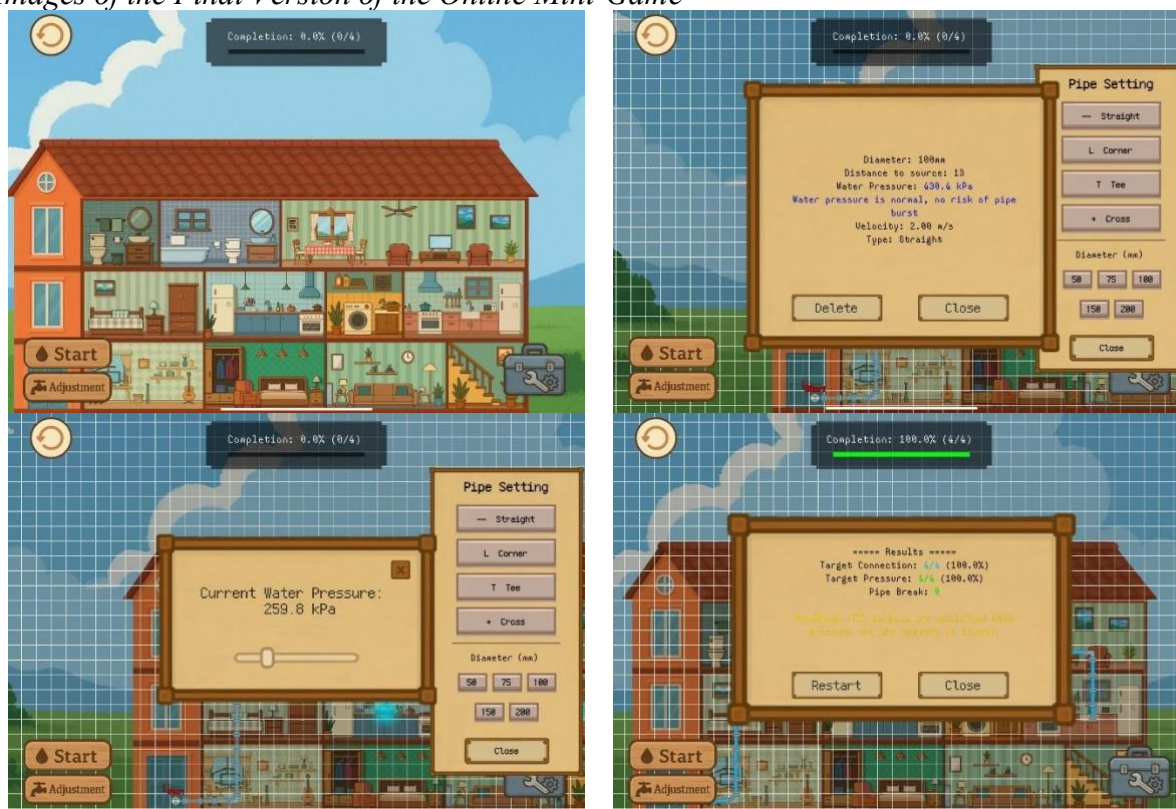 Images of the Final Version of the Online Mini-Game
Completion: 0.0% (0/4)
Start
Adjustment
Completion: 0.0% (0/4)
Pipe Setting
— Straight
L Corner
T Tee
+ Cross
Diameter (mm)
50 75 100
150 200
Close
Diameter: 100mm
Distance to source: 13
Water Pressure: 430.4 kPa
Water pressure is normal, no risk of pipe
burst
Velocity: 2.00 m/s
Type: Straight
Delete Close
Start
Adjustment
Completion: 0.0% (0/4)
Pipe Setting
— Straight
L Corner
T Tee
+ Cross
Diameter (mm)
50 75 100
150 200
Close
Current Water Pressure:
259.8 kPa
Start
Adjustment
Completion: 100.0% (4/4)
===== Results =====
Target Connection: 4/4 (100.0%)
Target Pressure: 4/4 (100.0%)
Pipe Break: 0
Restart Close
Start
Adjustment